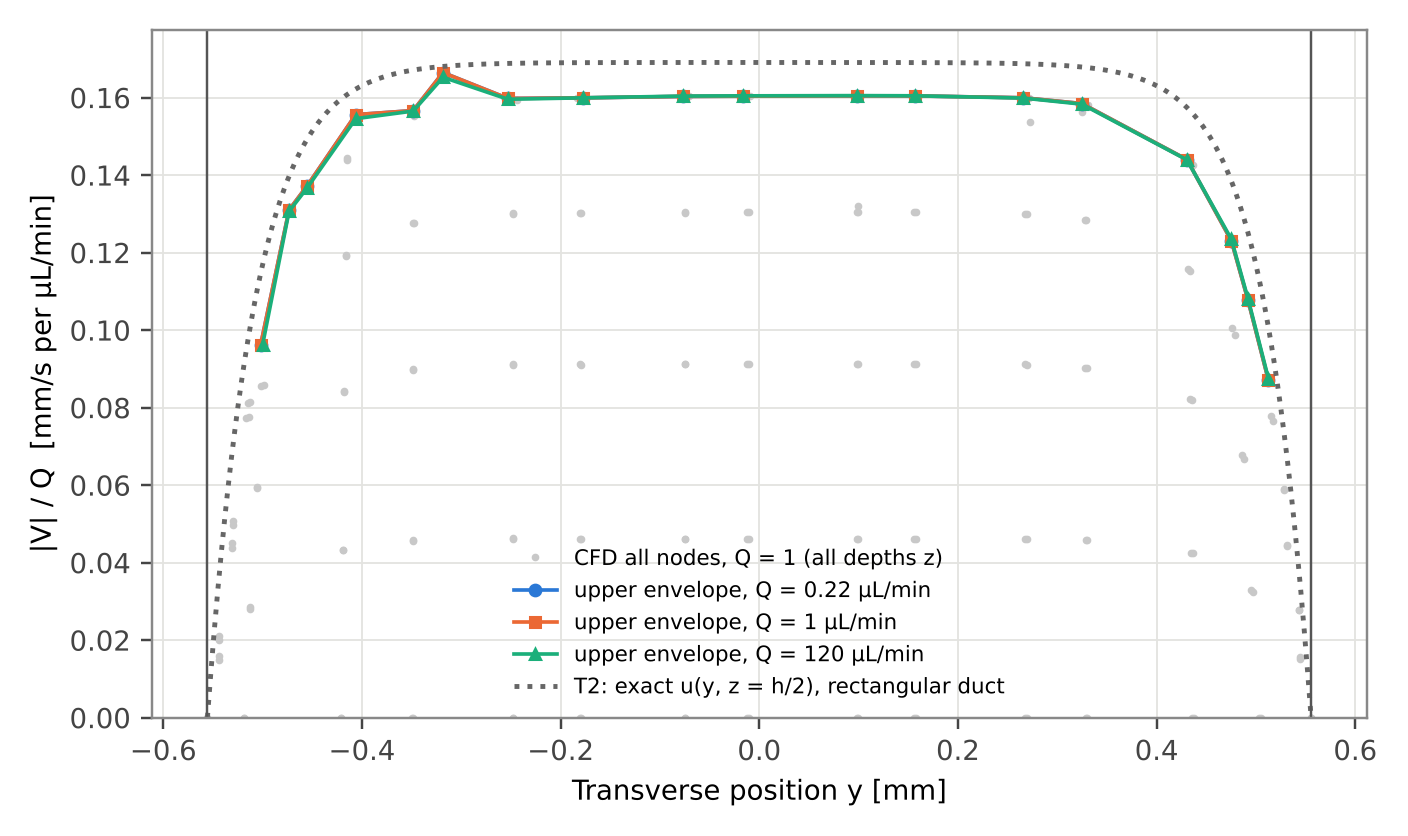 |V| / Q [mm/s per µL/min]
0.16
0.14
0.12
0.10
0.08
0.06
0.04
0.02
0.00
CFD all nodes, Q = 1 (all depths z)
upper envelope, Q = 0.22 µL/min
upper envelope, Q = 1 µL/min
upper envelope, Q = 120 µL/min
T2: exact u(y, z = h/2), rectangular duct
−0.6 −0.4 −0.2 0.0 0.2 0.4 0.6
Transverse position y [mm]